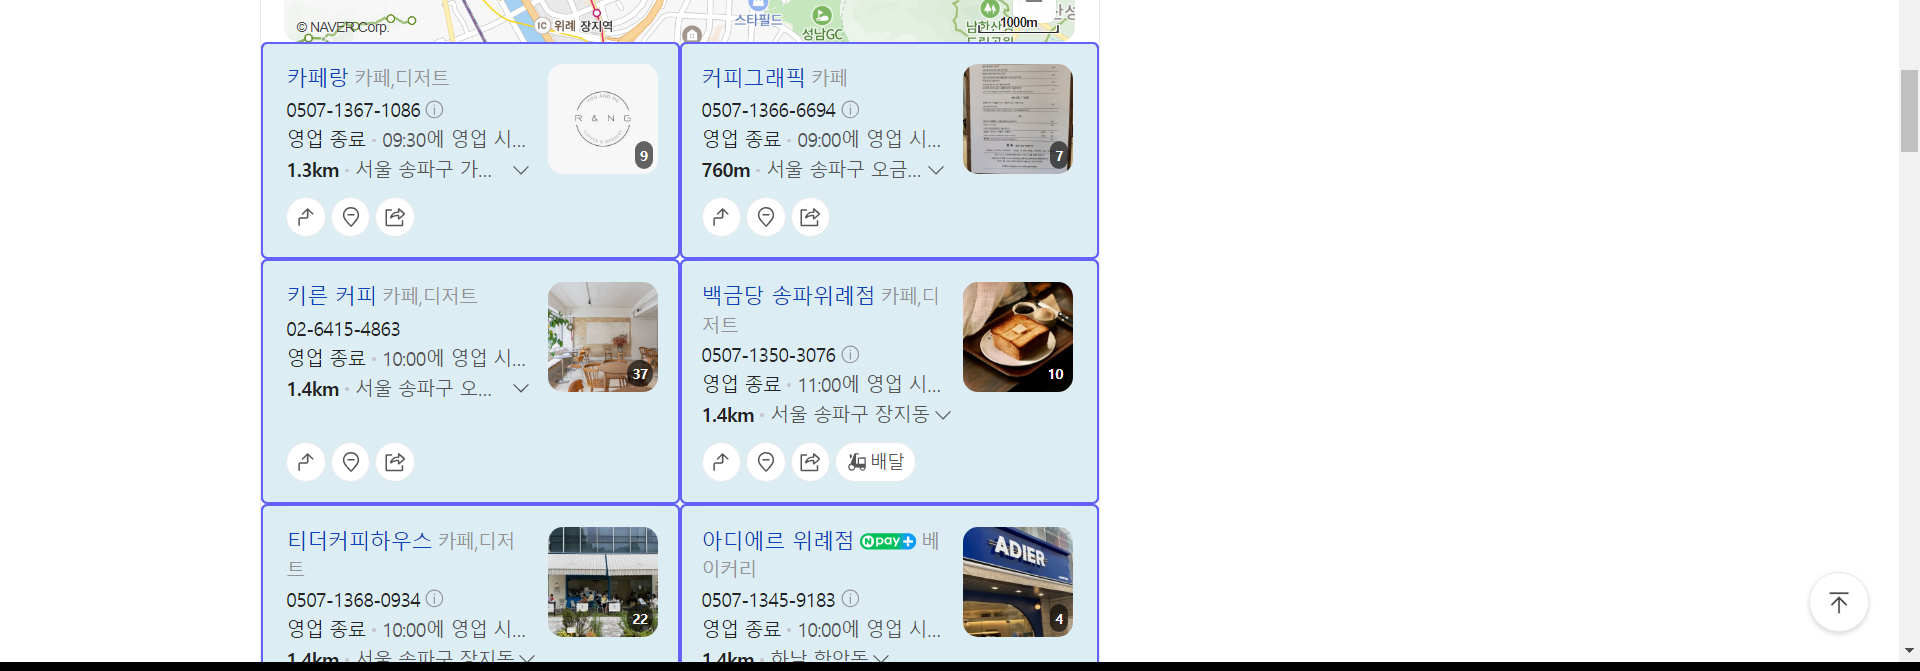 © NAVER Corp.
IC 위례 장지역
스타필드
성남GC
남한산성
1000m
카페랑 카페,디저트
0507-1367-1086
영업 종료 · 09:30에 영업 시...
1.3km · 서울 송파구 가...
YOU AND ME
R & N G
9
커피그래픽 카페
0507-1366-6694
영업 종료 · 09:00에 영업 시...
760m · 서울 송파구 오금...
7
키른 커피 카페,디저트
02-6415-4863
영업 종료 · 10:00에 영업 시...
1.4km · 서울 송파구 오...
37
백금당 송파위례점 카페,디
저트
0507-1350-3076
영업 종료 · 11:00에 영업 시...
1.4km · 서울 송파구 장지동
10
배달
티더커피하우스 카페,디저
트
0507-1368-0934
영업 종료 · 10:00에 영업 시...
1.4km · 서울 송파구 장지동
22
아디에르 위례점 N pay+ 베
이커리
0507-1345-9183
영업 종료 · 10:00에 영업 시...
1.4km · 하남 학암동
ADIER
4